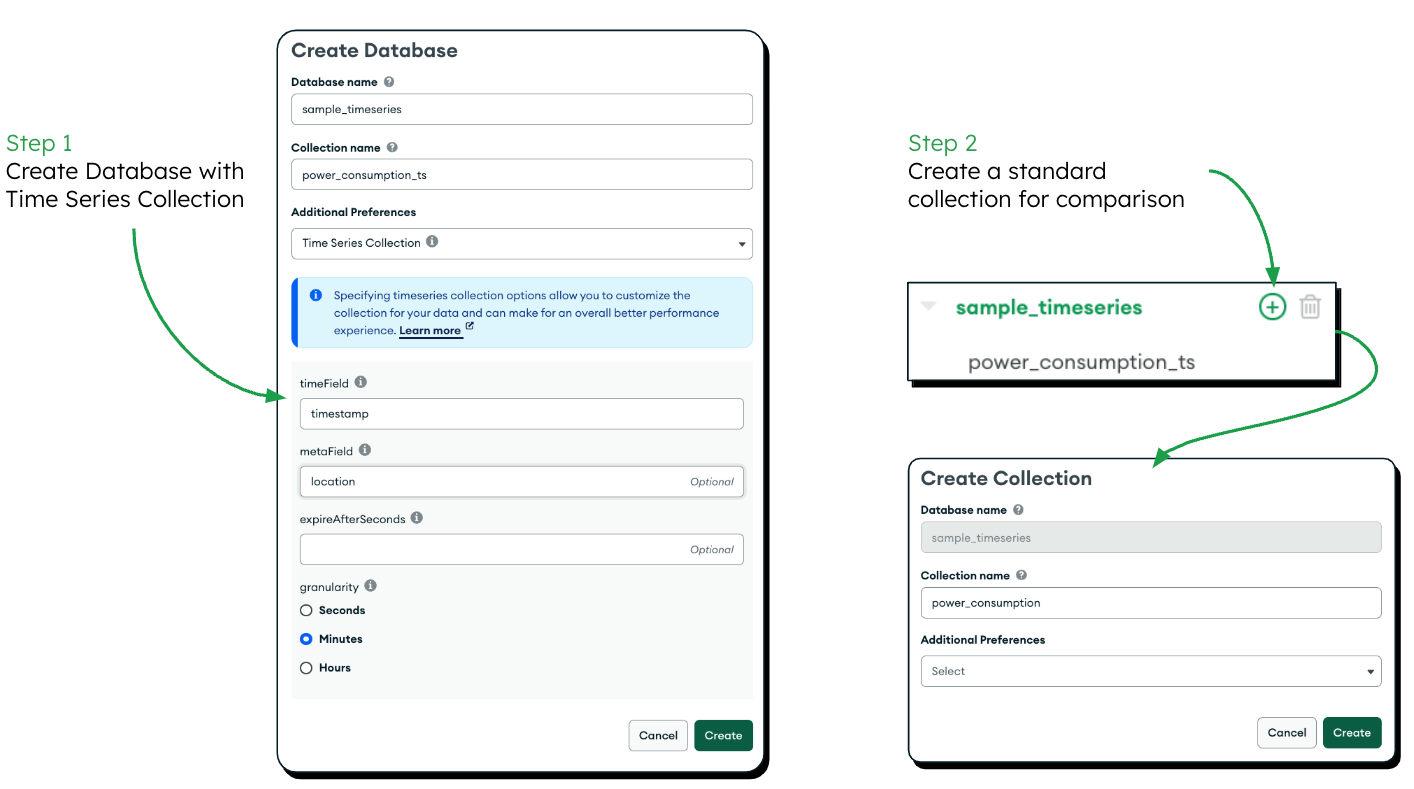 Step 1
Create Database with
Time Series Collection
Create Database
Database name
sample_timeseries
Collection name
power_consumption_ts
Additional Preferences
Time Series Collection
Specifying timeseries collection options allow you to customize the
collection for your data and can make for an overall better performance
experience. Learn more
timeField
timestamp
metaField
location Optional
expireAfterSeconds
Optional
granularity
Seconds
Minutes
Hours
Cancel Create
Step 2
Create a standard
collection for comparison
sample_timeseries
power_consumption_ts
Create Collection
Database name
sample_timeseries
Collection name
power_consumption
Additional Preferences
Select
Cancel Create